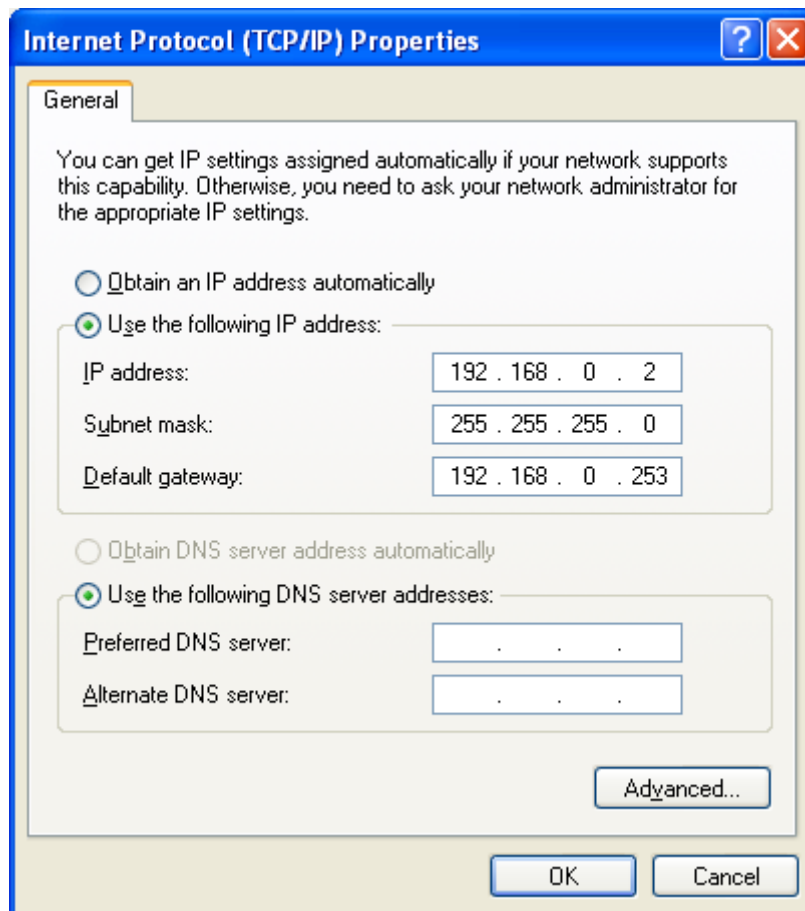 Internet Protocol (TCP/IP) Properties
General
You can get IP settings assigned automatically if your network supports
this capability. Otherwise, you need to ask your network administrator for
the appropriate IP settings.
Obtain an IP address automatically
Use the following IP address:
IP address: 192 . 168 . 0 . 2
Subnet mask: 255 . 255 . 255 . 0
Default gateway: 192 . 168 . 0 . 253
Obtain DNS server address automatically
Use the following DNS server addresses:
Preferred DNS server: . . .
Alternate DNS server: . . .
Advanced...
OK Cancel